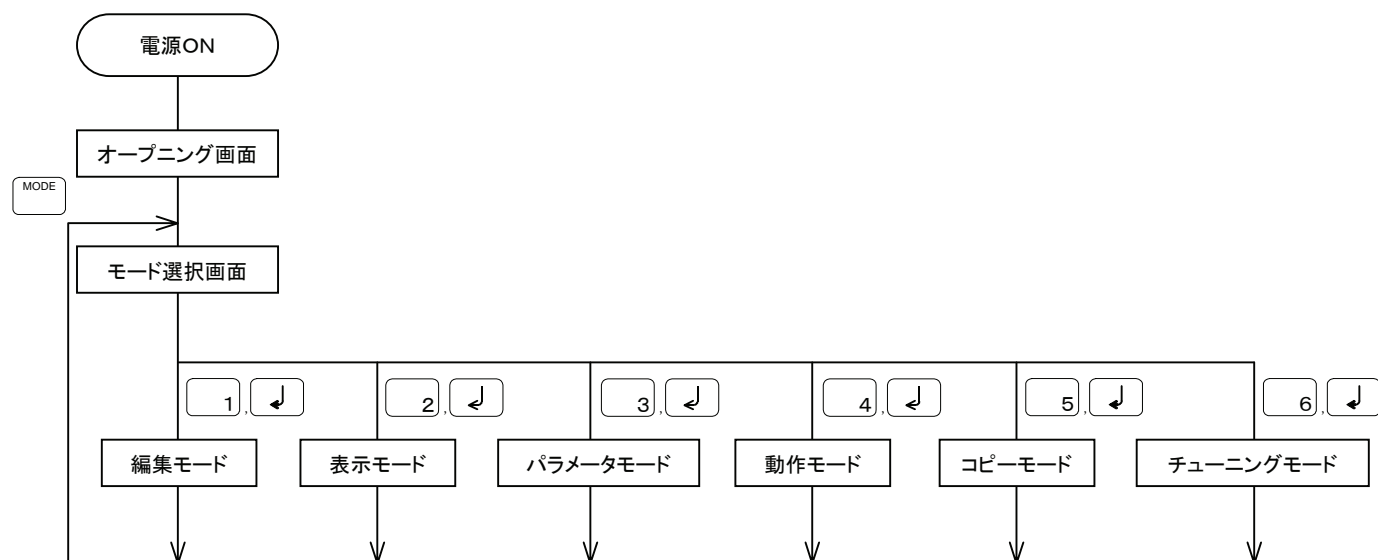 電源ON
オープニング画面
MODE
モード選択画面
1 , ↲
2 , ↲
3 , ↲
4 , ↲
5 , ↲
6 , ↲
編集モード
表示モード
パラメータモード
動作モード
コピーモード
チューニングモード